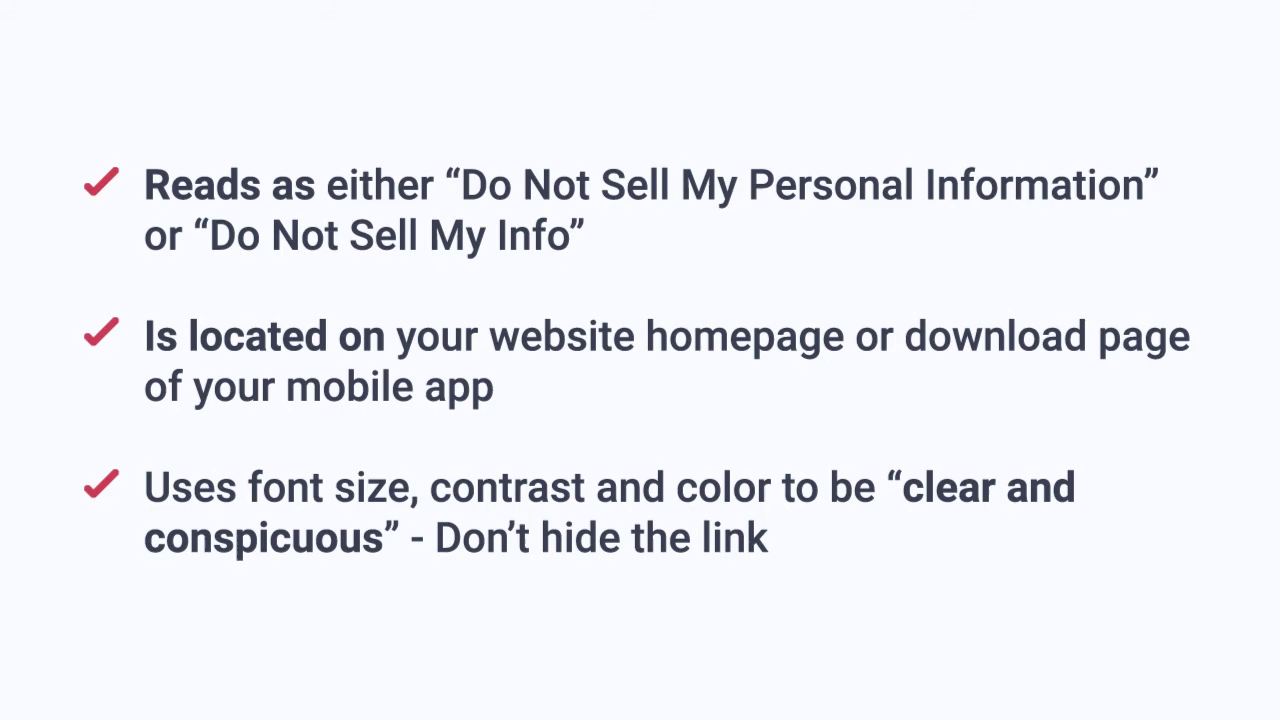 Reads as either “Do Not Sell My Personal Information”
or “Do Not Sell My Info”
Is located on your website homepage or download page
of your mobile app
Uses font size, contrast and color to be “clear and
conspicuous” - Don’t hide the link